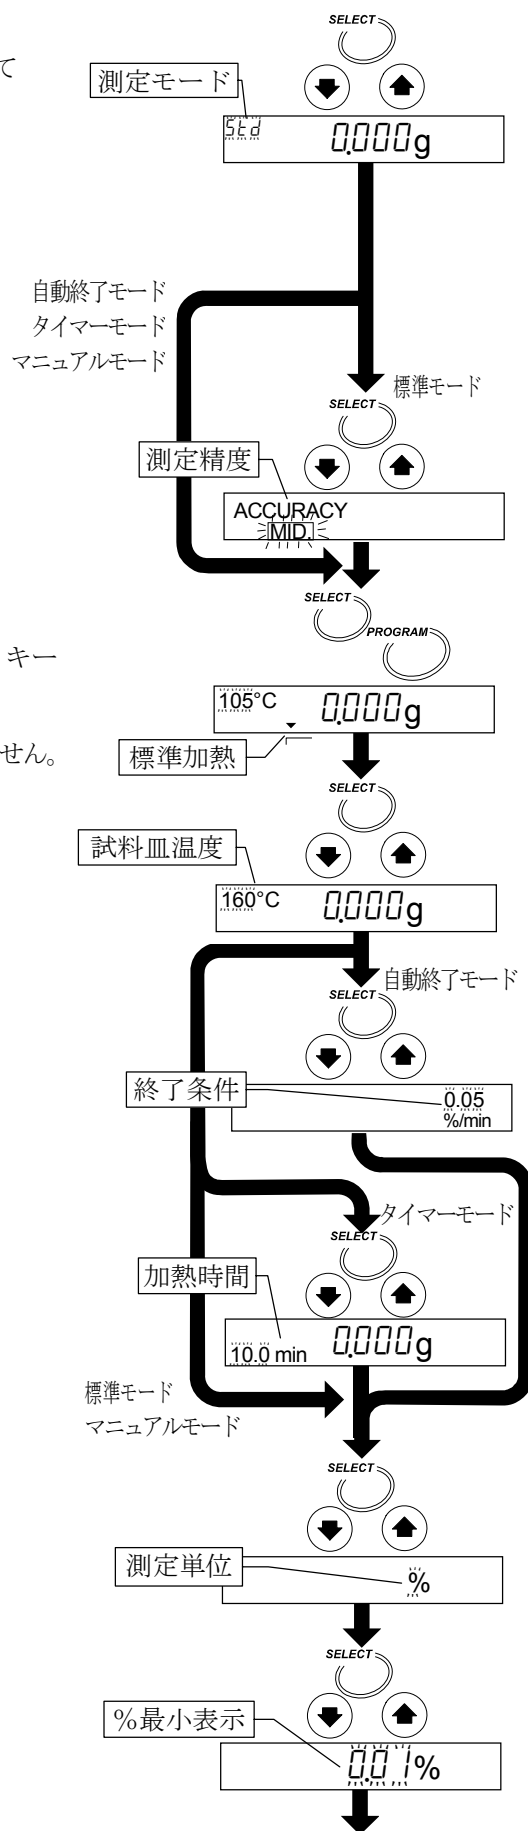 SELECT
て
測定モード
Std
0.000g
自動終了モード
タイマーモード
マニュアルモード
標準モード
SELECT
測定精度
ACCURACY
MID.
SELECT
PROGRAM
キー
105°C 0.000g
せん。
標準加熱
SELECT
試料皿温度
160°C 0.000g
自動終了モード
SELECT
終了条件
0.05
%/min
タイマーモード
SELECT
加熱時間
10.0 min 0.000g
標準モード
マニュアルモード
SELECT
測定単位
%
SELECT
%最小表示
0.01%